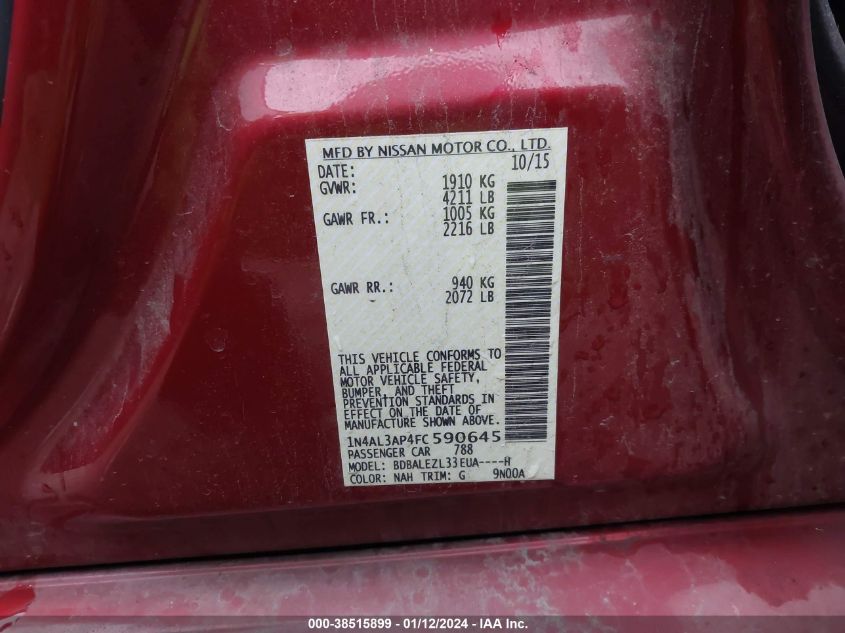 MFD BY NISSAN MOTOR CO., LTD.
DATE: 10/15
GVWR: 1910 KG
4211 LB
GAWR FR.: 1005 KG
2216 LB
GAWR RR.: 940 KG
2072 LB
THIS VEHICLE CONFORMS TO
ALL APPLICABLE FEDERAL
MOTOR VEHICLE SAFETY,
BUMPER, AND THEFT
PREVENTION STANDARDS IN
EFFECT ON THE DATE OF
MANUFACTURE SHOWN ABOVE.
1N4AL3AP4FC590645
PASSENGER CAR 788
MODEL: BDBALEZL33EUA----H
COLOR: NAH TRIM: G 9N00A
000-38515899 - 01/12/2024 - IAA Inc.